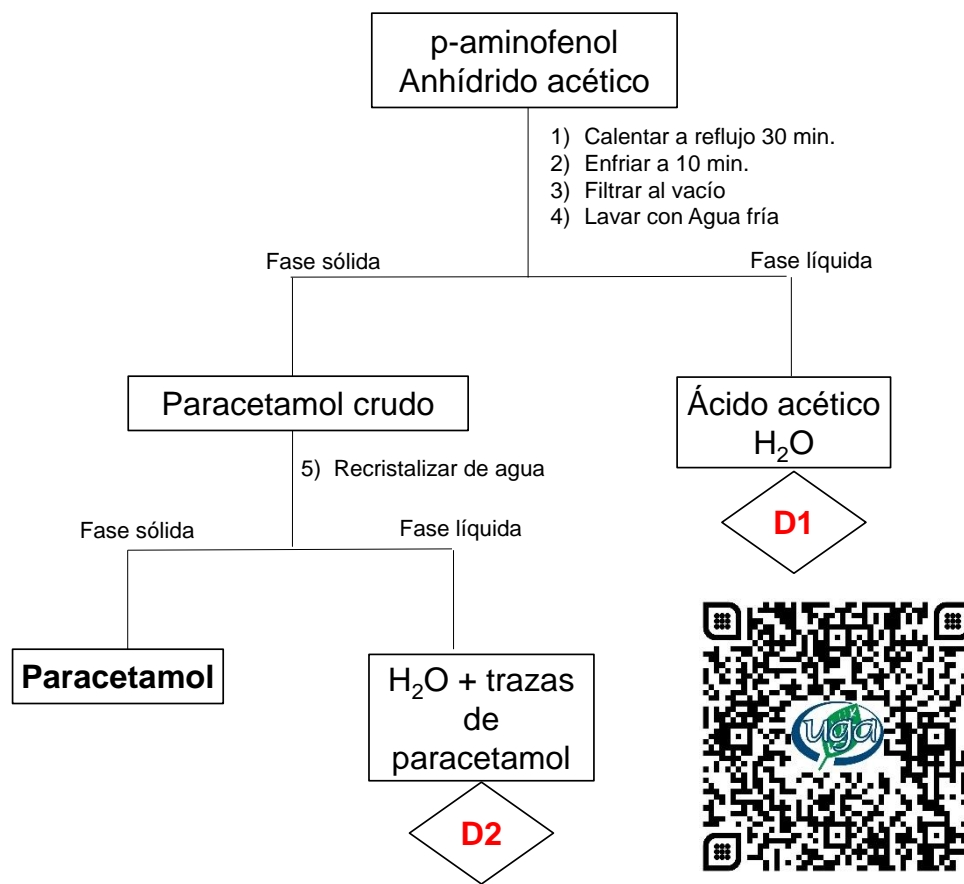 p-aminofenol
Anhídrido acético
1) Calentar a reflujo 30 min.
2) Enfriar a 10 min.
3) Filtrar al vacío
4) Lavar con Agua fría
Fase sólida
Fase líquida
Paracetamol crudo
Ácido acético
H₂O
5) Recristalizar de agua
D1
Fase sólida
Fase líquida
Paracetamol
H₂O + trazas
de
paracetamol
uga
D2